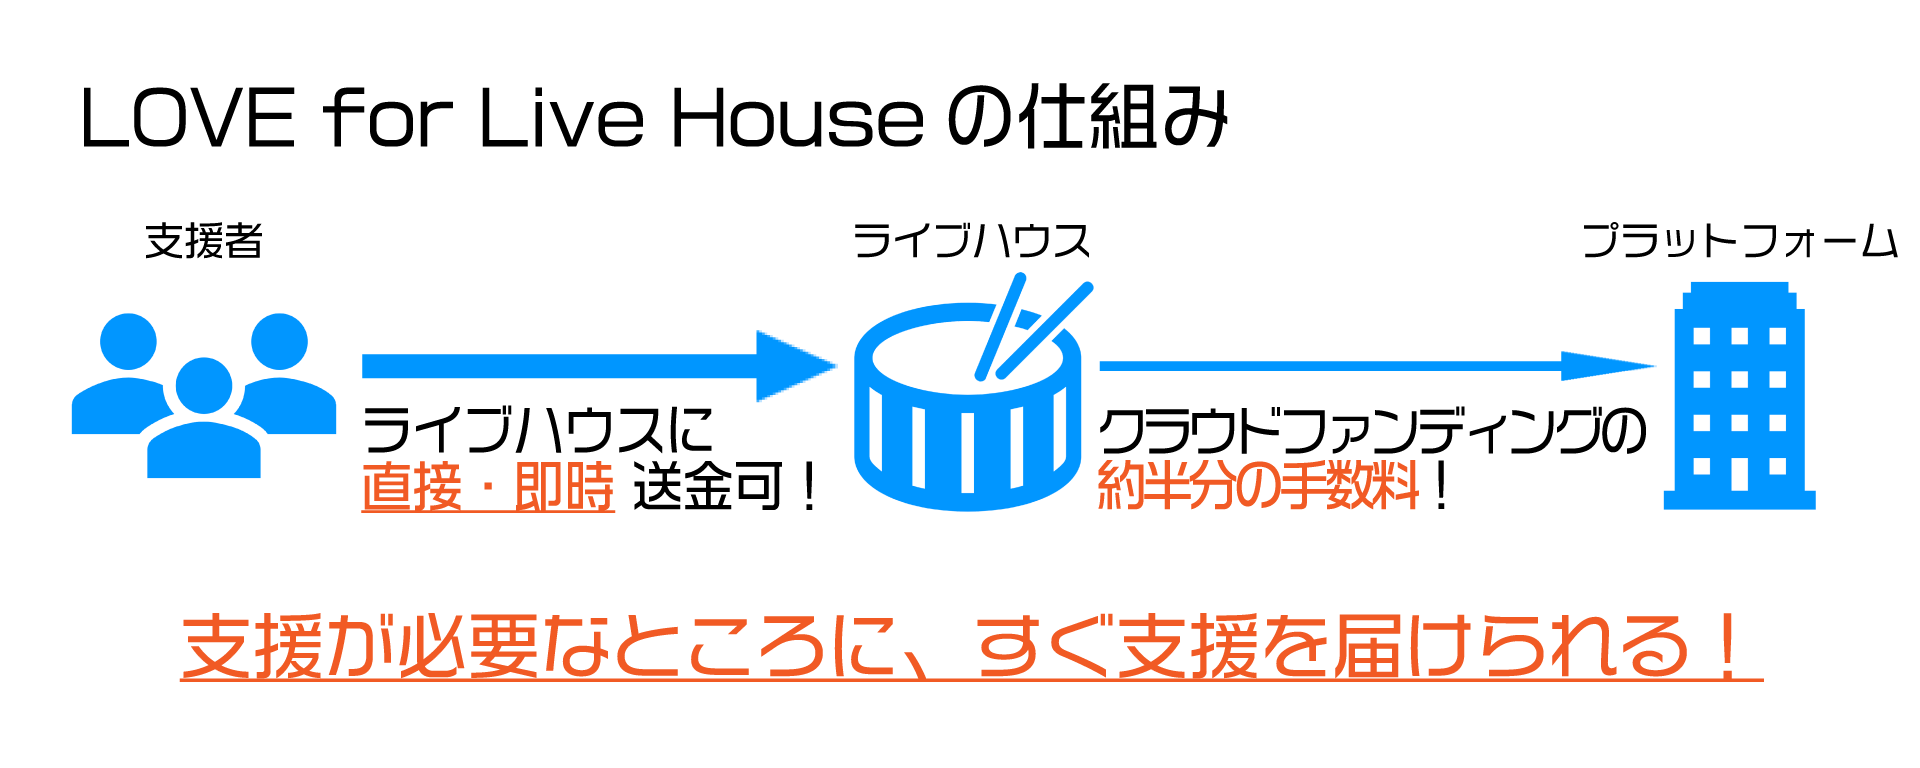 LOVE for Live House の仕組み
支援者
ライブハウス
プラットフォーム
ライブハウスに
直接・即時 送金可！
クラウドファンディングの
約半分の手数料！
支援が必要なところに、すぐ支援を届けられる！